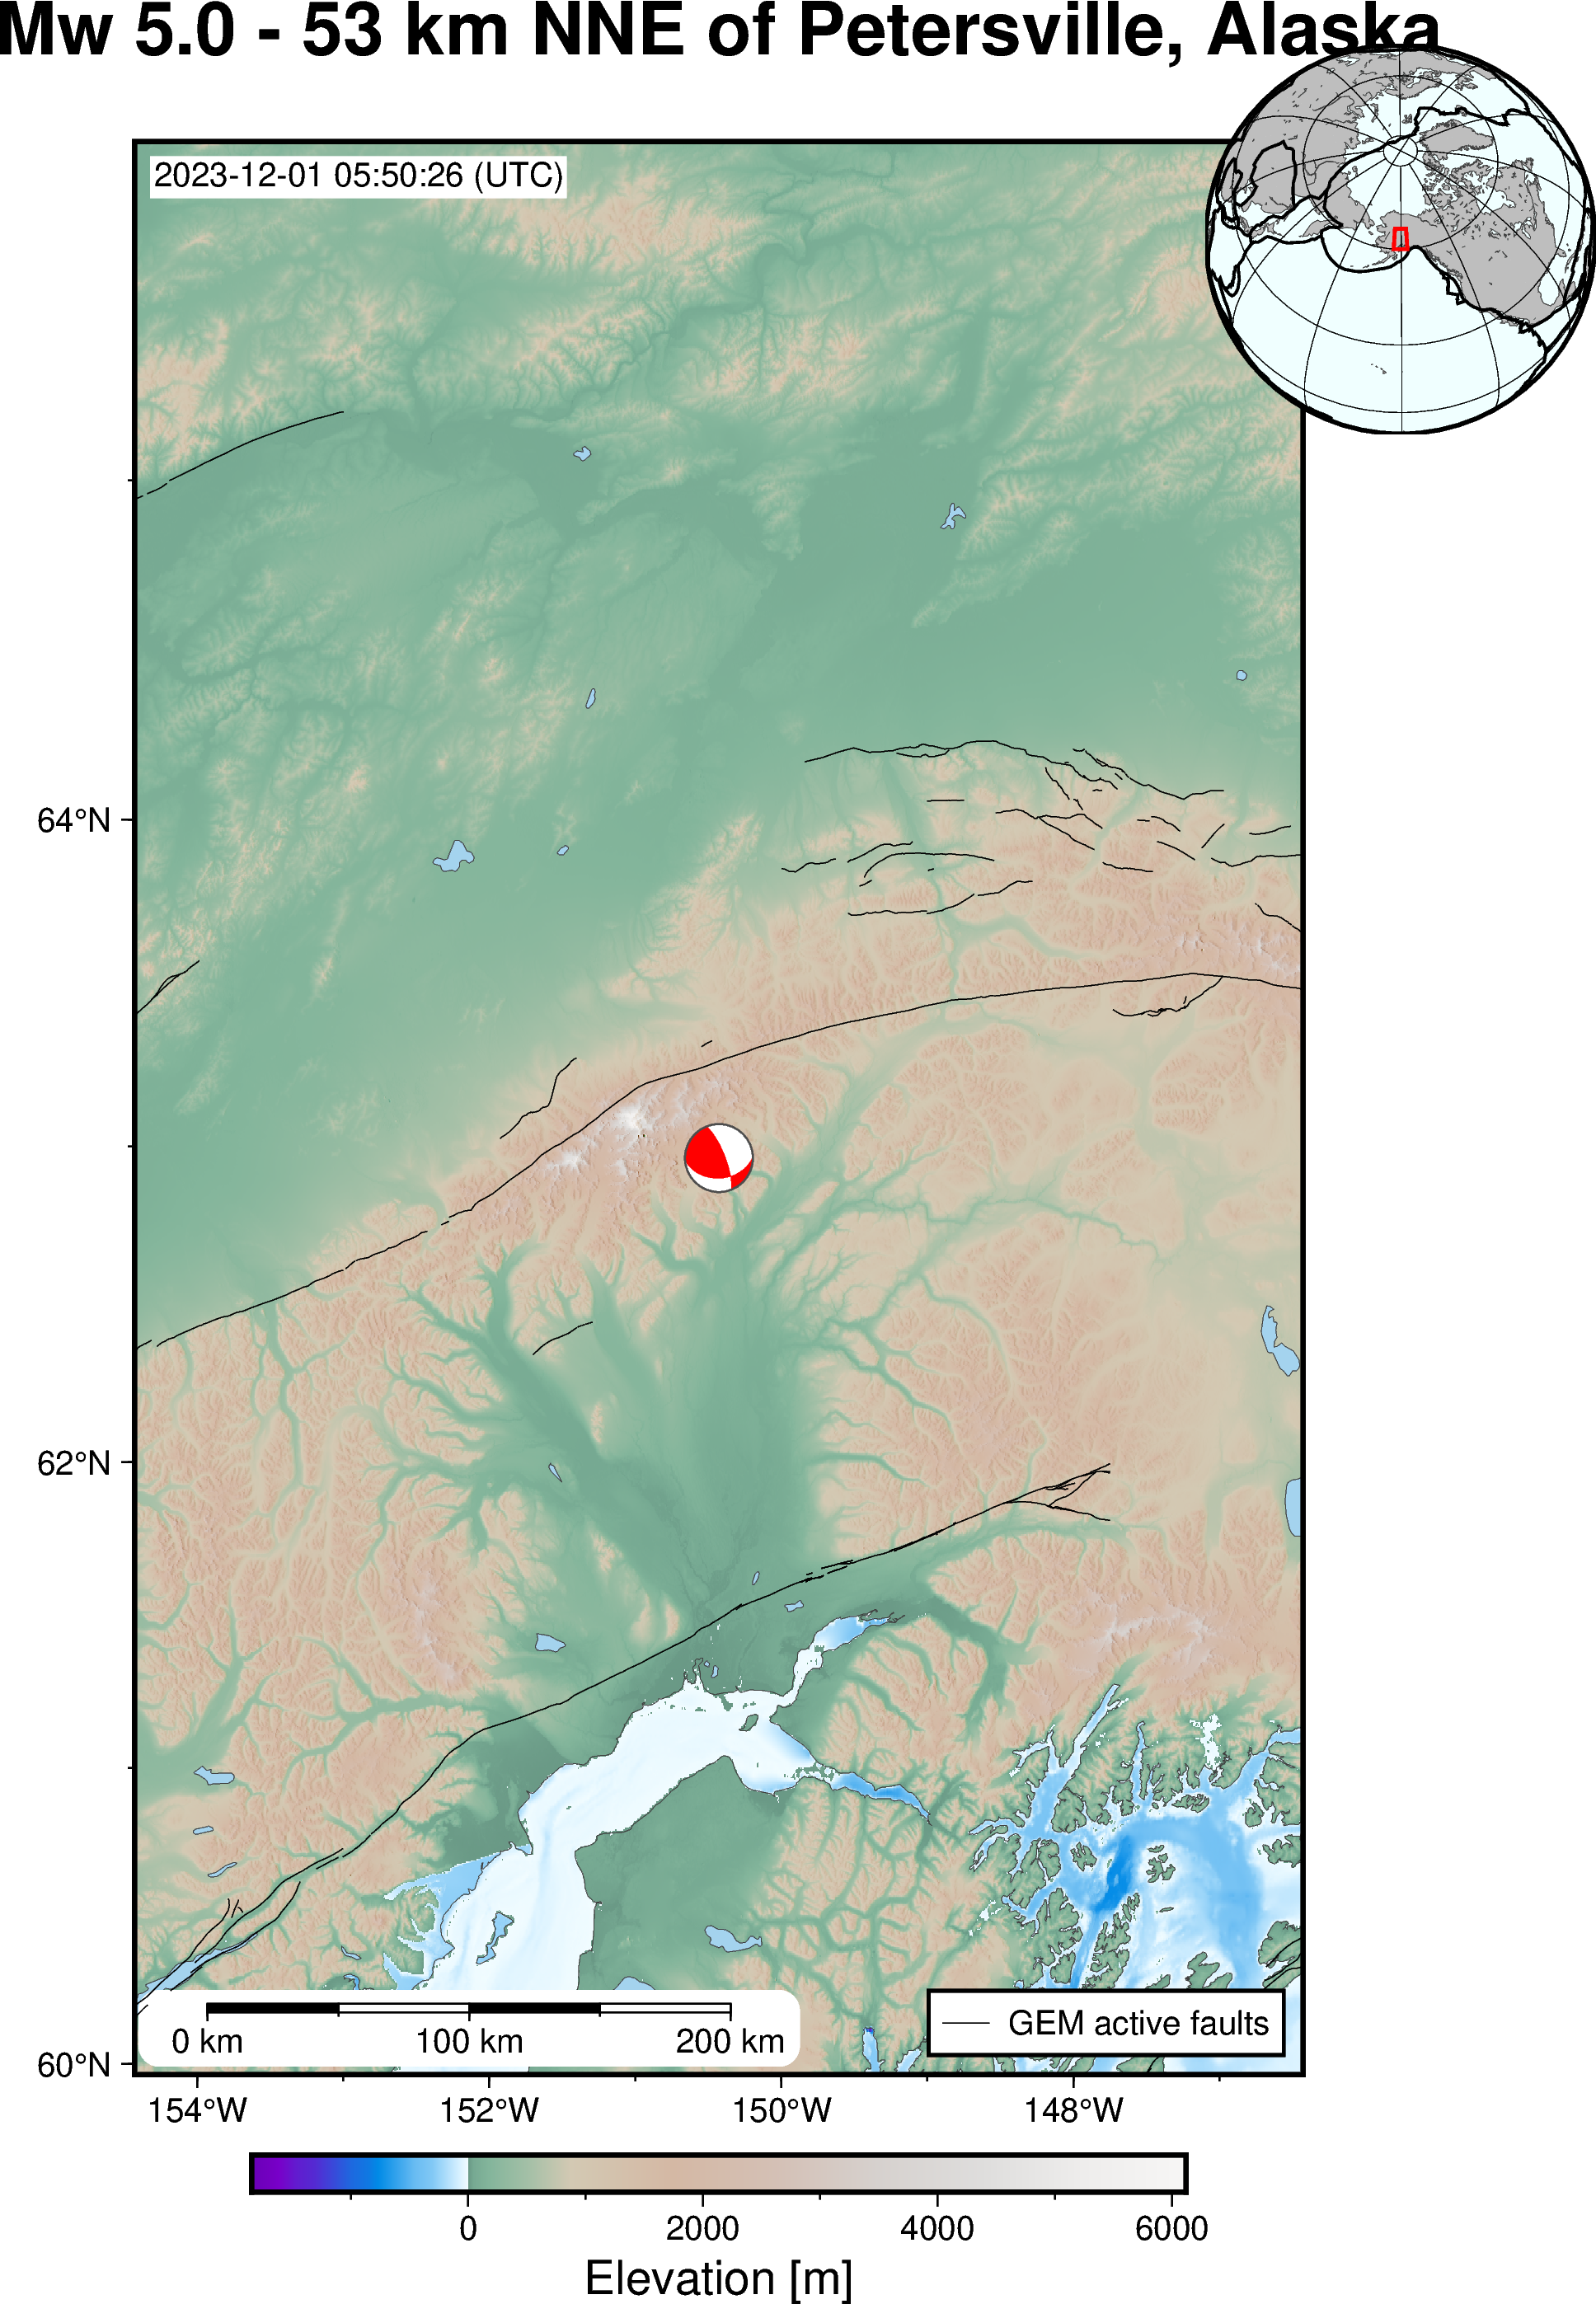 Mw 5.0 - 53 km NNE of Petersville, Alaska
2023-12-01 05:50:26 (UTC)
64°N
62°N
60°N
0 km 100 km 200 km
GEM active faults
154°W 152°W 150°W 148°W
0 2000 4000 6000
Elevation [m]